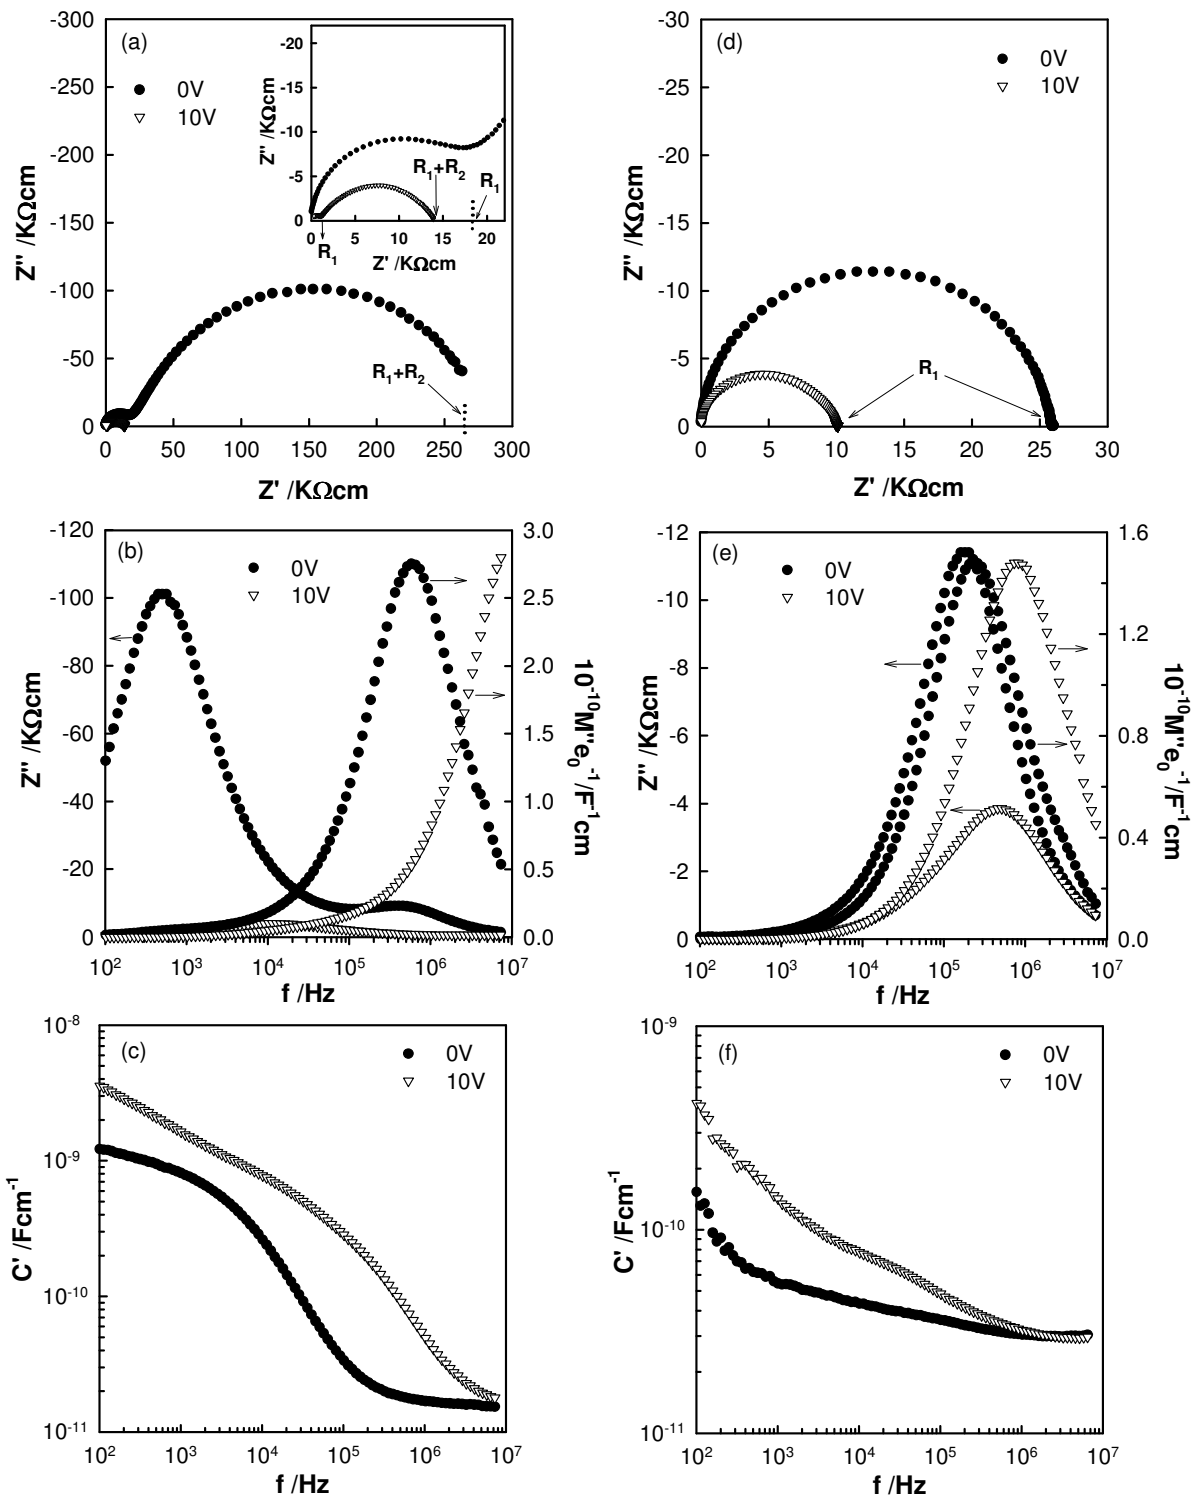 (a)
0V
10V
-300
-250
-200
-150
-100
-50
0
Z'' /KΩcm
0 50 100 150 200 250 300
Z' /KΩcm
R1+R2
-20
-15
-10
-5
0
Z'' /KΩcm
0 5 10 15 20
Z' /KΩcm
R1+R2
R1
R1
(d)
0V
10V
-30
-25
-20
-15
-10
-5
0
Z'' /KΩcm
R1
0 5 10 15 20 25 30
Z' /KΩcm
(b)
0V
10V
-120
-100
-80
-60
-40
-20
0
Z'' /KΩcm
3.0
2.5
2.0
1.5
1.0
0.5
0.0
10^-10M''e0^-1/F^-1cm
10^2 10^3 10^4 10^5 10^6 10^7
f /Hz
(e)
0V
10V
-12
-10
-8
-6
-4
-2
0
Z'' /KΩcm
1.6
1.2
0.8
0.4
0.0
10^-10M''e0^-1/F^-1cm
10^2 10^3 10^4 10^5 10^6 10^7
f /Hz
(c)
0V
10V
10^-8
10^-9
10^-10
10^-11
C' /Fcm^-1
10^2 10^3 10^4 10^5 10^6 10^7
f /Hz
(f)
0V
10V
10^-9
10^-10
10^-11
C' /Fcm^-1
10^2 10^3 10^4 10^5 10^6 10^7
f /Hz